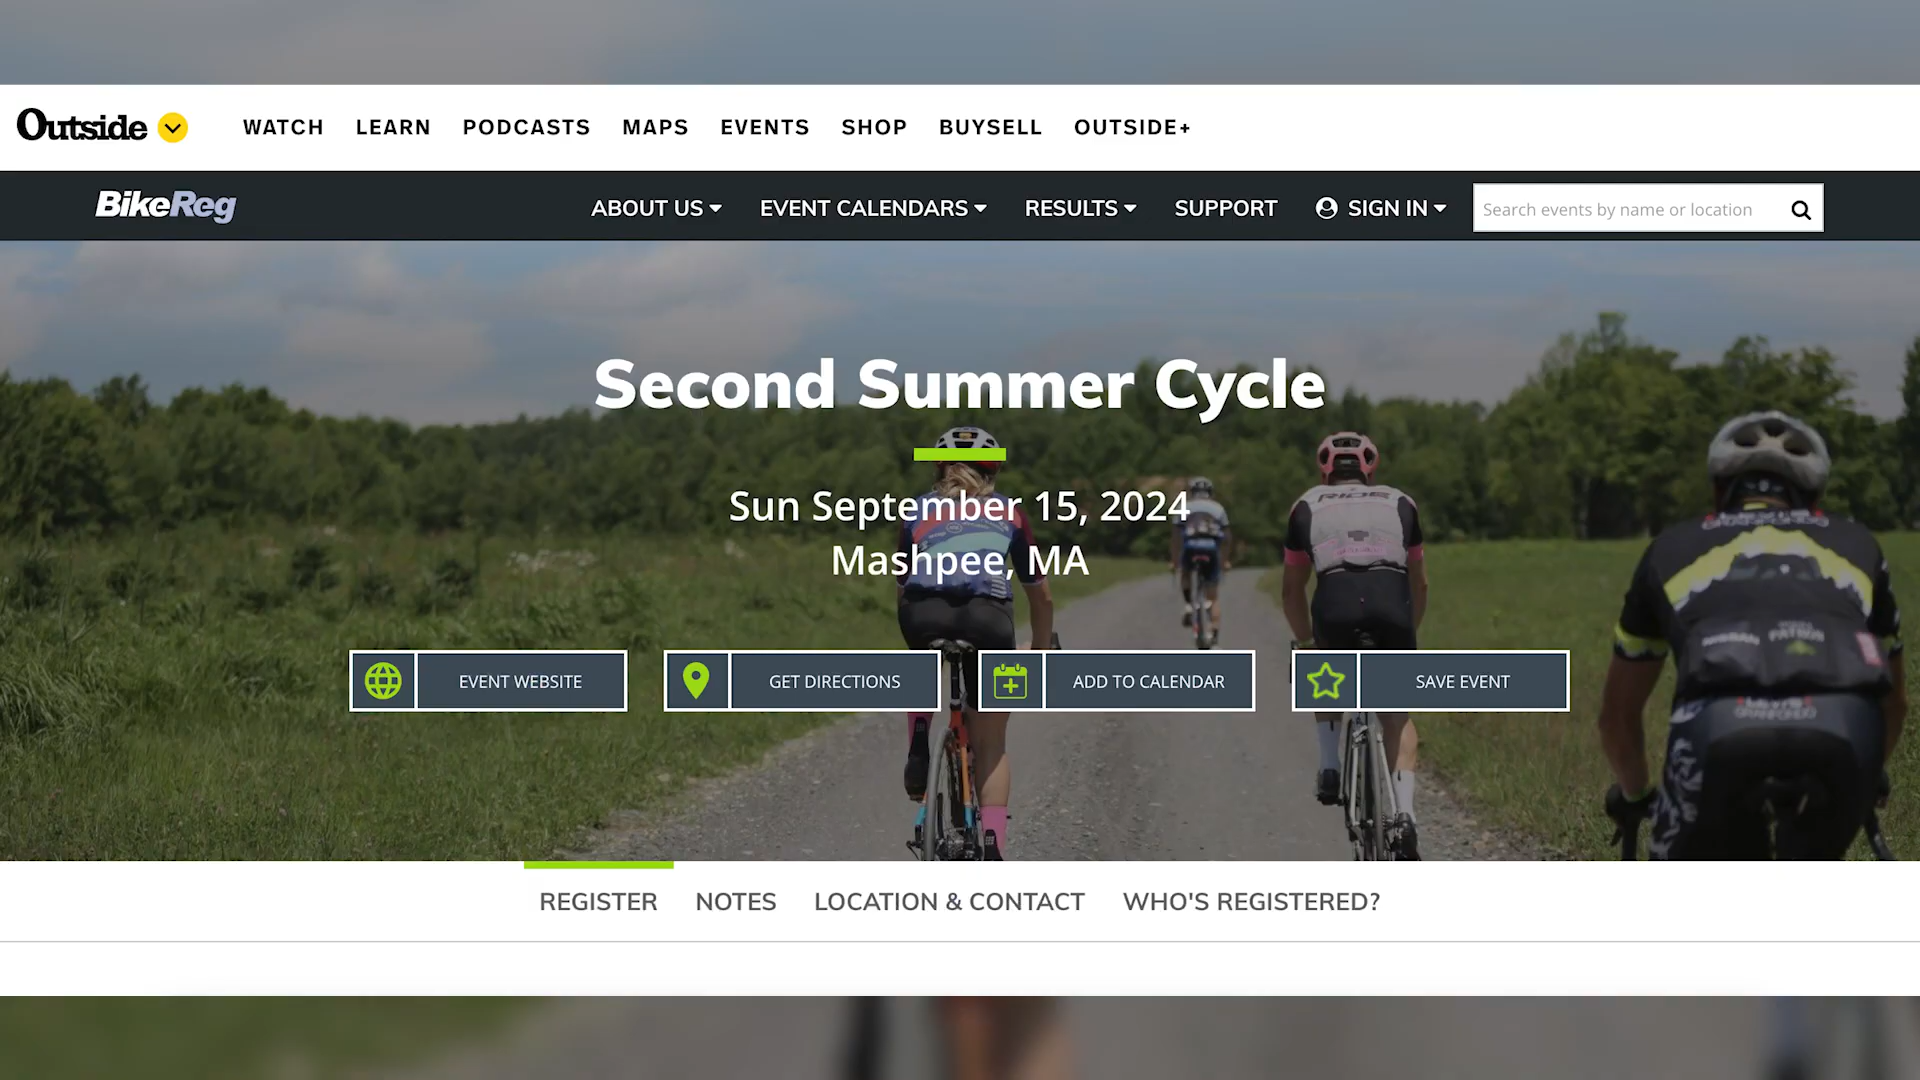 Outside
WATCH LEARN PODCASTS MAPS EVENTS SHOP BUYSELL OUTSIDE+
BikeReg
ABOUT US EVENT CALENDARS RESULTS SUPPORT SIGN IN Search events by name or location
Second Summer Cycle
Sun September 15, 2024
Mashpee, MA
RIDE
EVENT WEBSITE GET DIRECTIONS ADD TO CALENDAR SAVE EVENT
REGISTER NOTES LOCATION & CONTACT WHO'S REGISTERED?